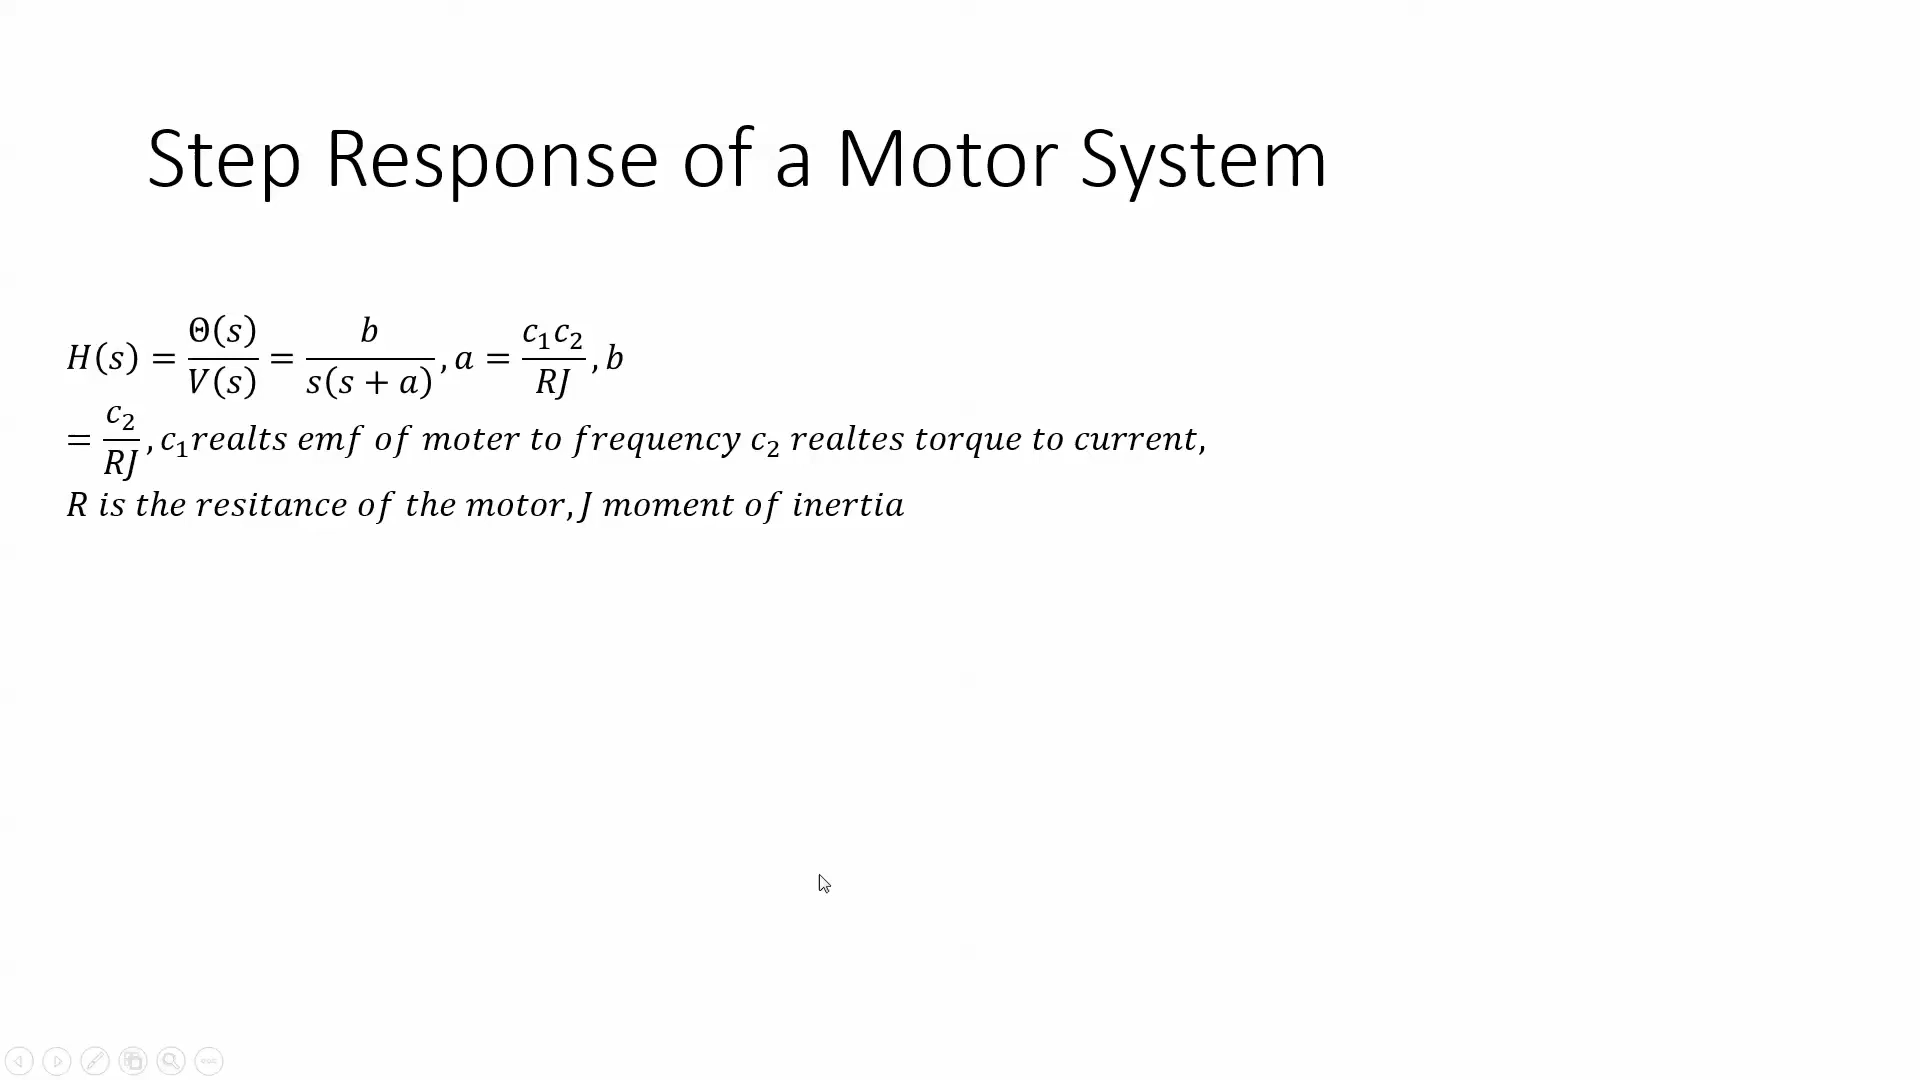 Step Response of a Motor System
H(s) = Θ(s)/V(s) = b/s(s + a), a = c₁c₂/RJ, b
= c₂/RJ, c₁realts emf of moter to frequency c₂ realtes torque to current,
R is the resitance of the motor, J moment of inertia